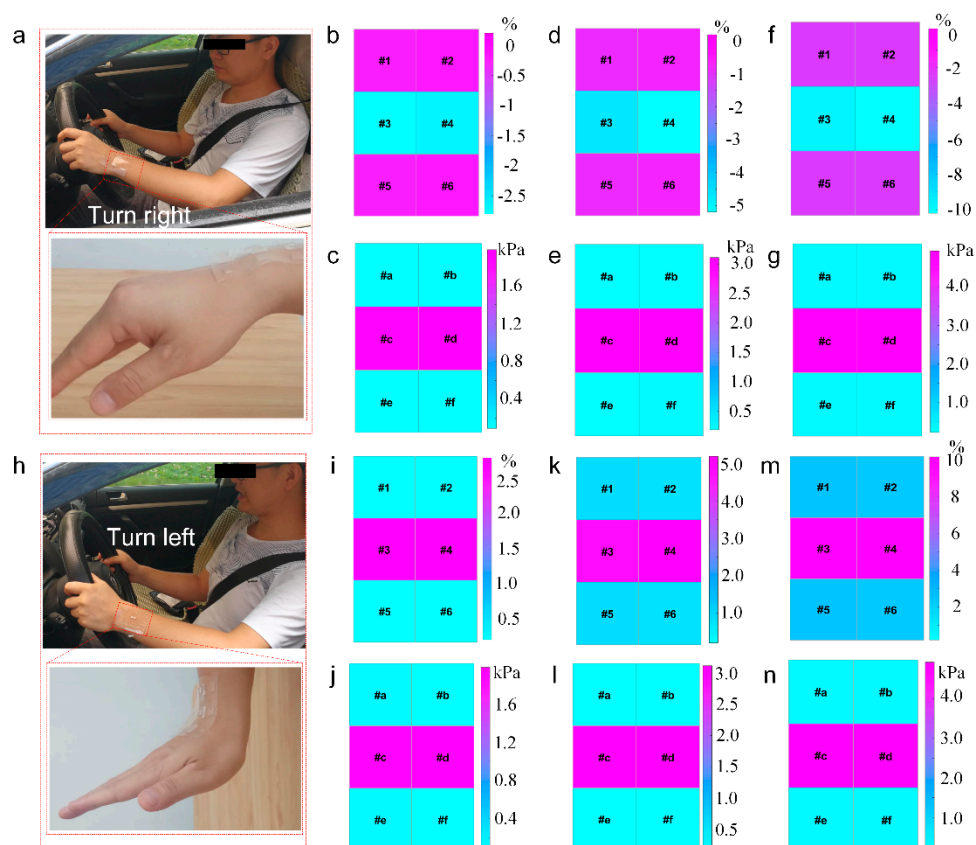 a
Turn right
b
%
#1 #2
#3 #4
#5 #6
0
-0.5
-1
-1.5
-2
-2.5
d
%
#1 #2
#3 #4
#5 #6
0
-1
-2
-3
-4
-5
f
%
#1 #2
#3 #4
#5 #6
0
-2
-4
-6
-8
-10
c
kPa
#a #b
#c #d
#e #f
1.6
1.2
0.8
0.4
e
kPa
#a #b
#c #d
#e #f
3.0
2.5
2.0
1.5
1.0
0.5
g
kPa
#a #b
#c #d
#e #f
4.0
3.0
2.0
1.0
h
Turn left
i
%
#1 #2
#3 #4
#5 #6
2.5
2.0
1.5
1.0
0.5
k
#1 #2
#3 #4
#5 #6
5.0
4.0
3.0
2.0
1.0
m
%
#1 #2
#3 #4
#5 #6
10
8
6
4
2
j
kPa
#a #b
#c #d
#e #f
1.6
1.2
0.8
0.4
l
#a #b
#c #d
#e #f
3.0
2.5
2.0
1.5
1.0
0.5
n
kPa
#a #b
#c #d
#e #f
4.0
3.0
2.0
1.0